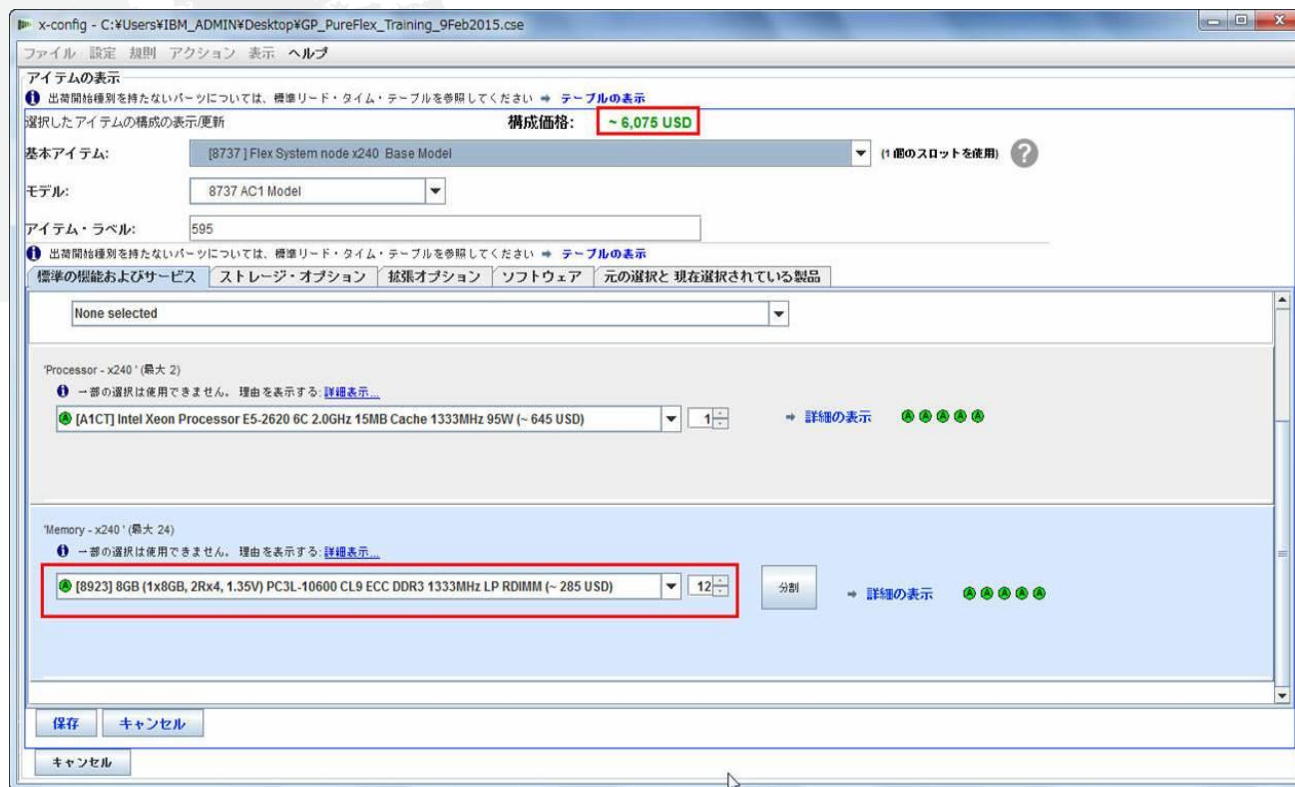 x-config - C:¥Users¥IBM_ADMIN¥Desktop¥GP_PureFlex_Training_9Feb2015.cse
ファイル 設定 規則 アクション 表示 ヘルプ
アイテムの表示
出荷開始種別を持たないパーツについては、標準リード・タイム・テーブルを参照してください ➡ テーブルの表示
選択したアイテムの構成の表示/更新 構成価格: ~ 6,075 USD
基本アイテム: [8737 ] Flex System node x240 Base Model (1 個のスロットを使用) ?
モデル: 8737 AC1 Model
アイテム・ラベル: 595
出荷開始種別を持たないパーツについては、標準リード・タイム・テーブルを参照してください ➡ テーブルの表示
標準の機能およびサービス ストレージ・オプション 拡張オプション ソフトウェア 元の選択と 現在選択されている製品
None selected
'Processor - x240 ' (最大 2)
一部の選択は使用できません。 理由を表示する: 詳細表示...
[A1CT] Intel Xeon Processor E5-2620 6C 2.0GHz 15MB Cache 1333MHz 95W (~ 645 USD) 1 ➡ 詳細の表示 A A A A A
'Memory - x240 ' (最大 24)
一部の選択は使用できません。 理由を表示する: 詳細表示...
[8923] 8GB (1x8GB, 2Rx4, 1.35V) PC3L-10600 CL9 ECC DDR3 1333MHz LP RDIMM (~ 285 USD) 12 分割 ➡ 詳細の表示 A A A A A
保存 キャンセル
キャンセル